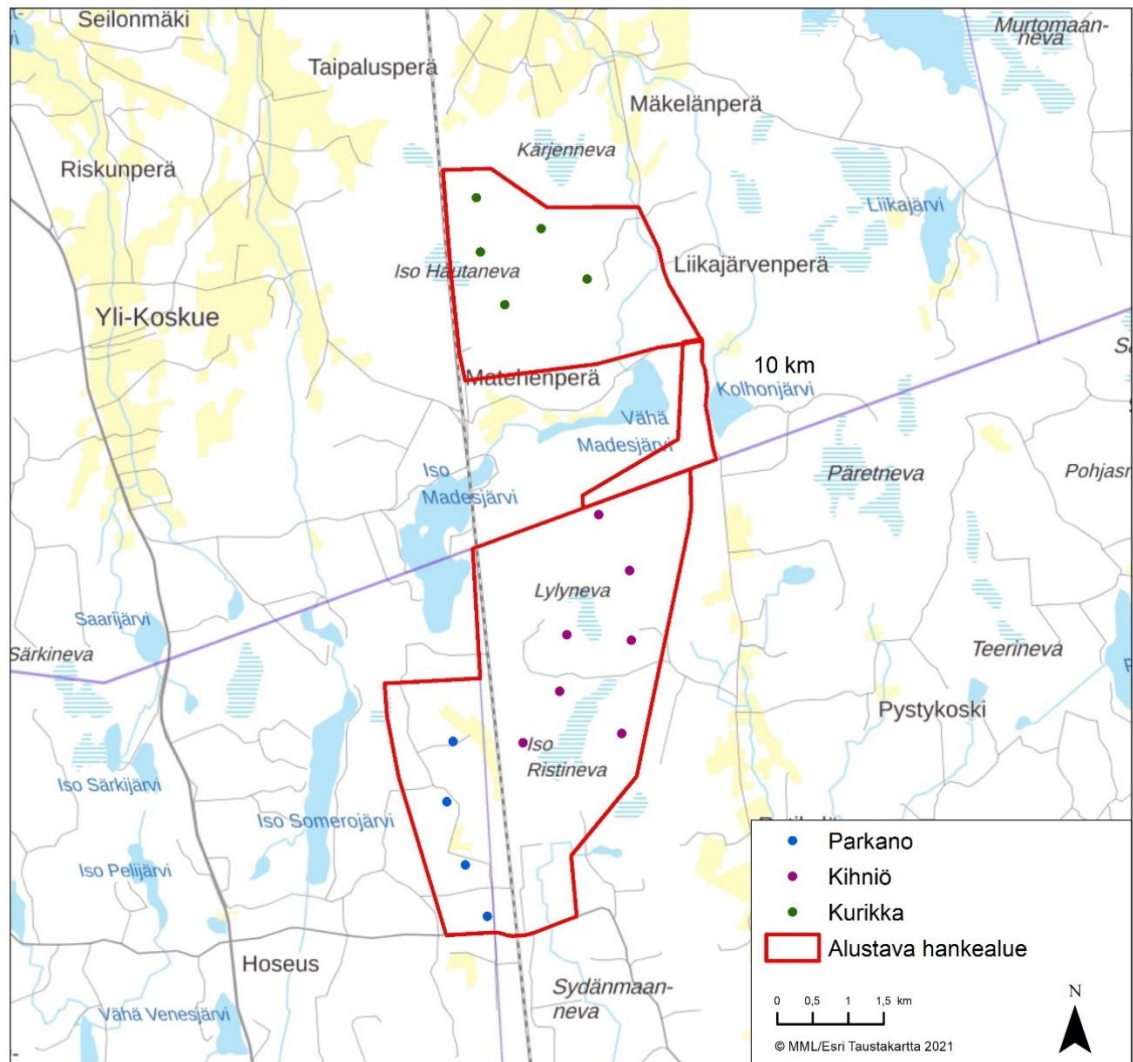 Seilonmäki
Murtomaan-
neva
Taipalusperä
Mäkelänperä
Kärjenneva
Riskunperä
Liikajärvi
Iso Hautaneva
Liikajärvenperä
Yli-Koskue
10 km
Matehenperä
Kolhonjärvi
Vähä
Madesjärvi
Iso
Madesjärvi
Päretneva
Lylyneva
Saarijärvi
Särkineva
Teerineva
Pystykoski
Iso
Ristineva
Iso Särkijärvi
Iso Somerojärvi
Iso Pelijärvi
Hoseus
Sydänmaan-
neva
Vähä Venesjärvi
Parkano
Kihniö
Kurikka
Alustava hankealue
0 0,5 1 1,5 km
N
© MML/Esri Taustakartta 2021